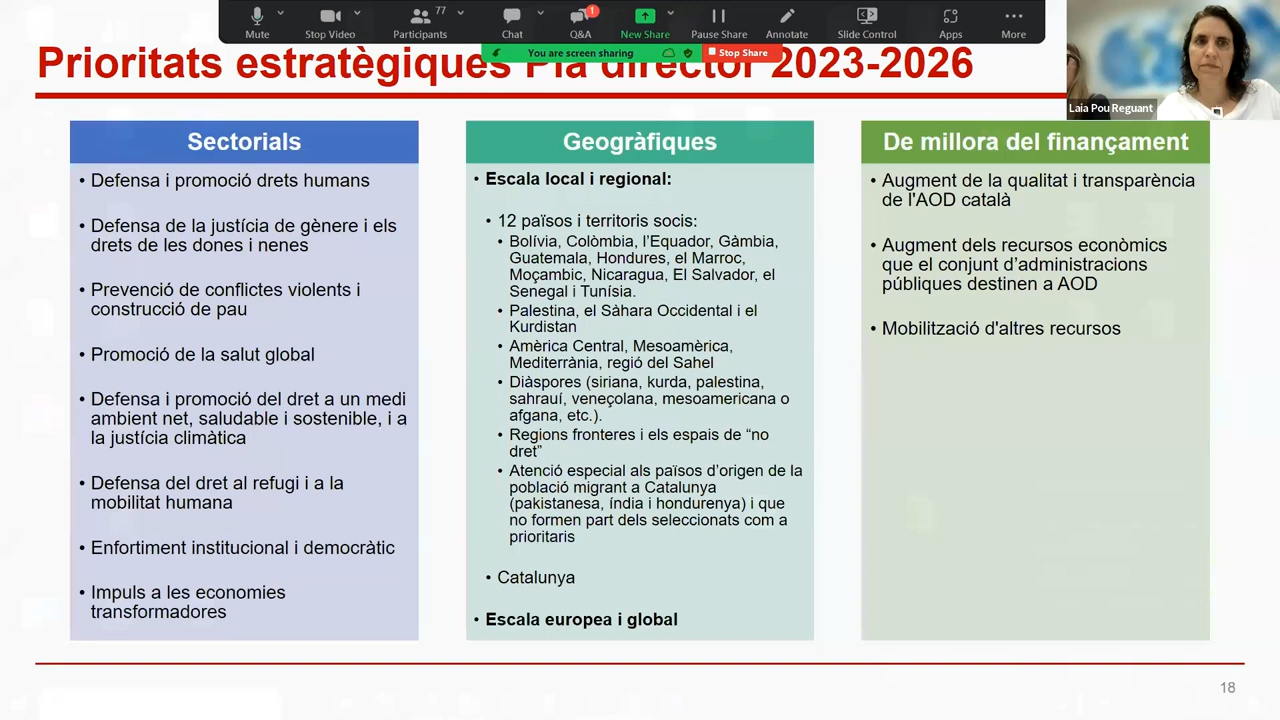 77
1
Mute
Stop Video
Participants
Chat
Q&A
New Share
Pause Share
Annotate
Slide Control
Apps
More
You are screen sharing
Stop Share
Prioritats estratègiques Pla director 2023-2026
Laia Pou Reguant
Sectorials
• Defensa i promoció drets humans
• Defensa de la justícia de gènere i els
drets de les dones i nenes
• Prevenció de conflictes violents i
construcció de pau
• Promoció de la salut global
• Defensa i promoció del dret a un medi
ambient net, saludable i sostenible, i a
la justícia climàtica
• Defensa del dret al refugi i a la
mobilitat humana
• Enfortiment institucional i democràtic
• Impuls a les economies
transformadores
Geogràfiques
• Escala local i regional:
• 12 països i territoris socis:
• Bolívia, Colòmbia, l’Equador, Gàmbia,
Guatemala, Hondures, el Marroc,
Moçambic, Nicaragua, El Salvador, el
Senegal i Tunísia.
• Palestina, el Sàhara Occidental i el
Kurdistan
• Amèrica Central, Mesoamèrica,
Mediterrània, regió del Sahel
• Diàspores (siriana, kurda, palestina,
sahrauí, veneçolana, mesoamericana o
afgana, etc.).
• Regions fronteres i els espais de “no
dret”
• Atenció especial als països d’origen de la
població migrant a Catalunya
(pakistanesa, índia i hondurenya) i que
no formen part dels seleccionats com a
prioritaris
• Catalunya
• Escala europea i global
De millora del finançament
• Augment de la qualitat i transparència
de l'AOD català
• Augment dels recursos econòmics
que el conjunt d’administracions
públiques destinen a AOD
• Mobilització d'altres recursos
18